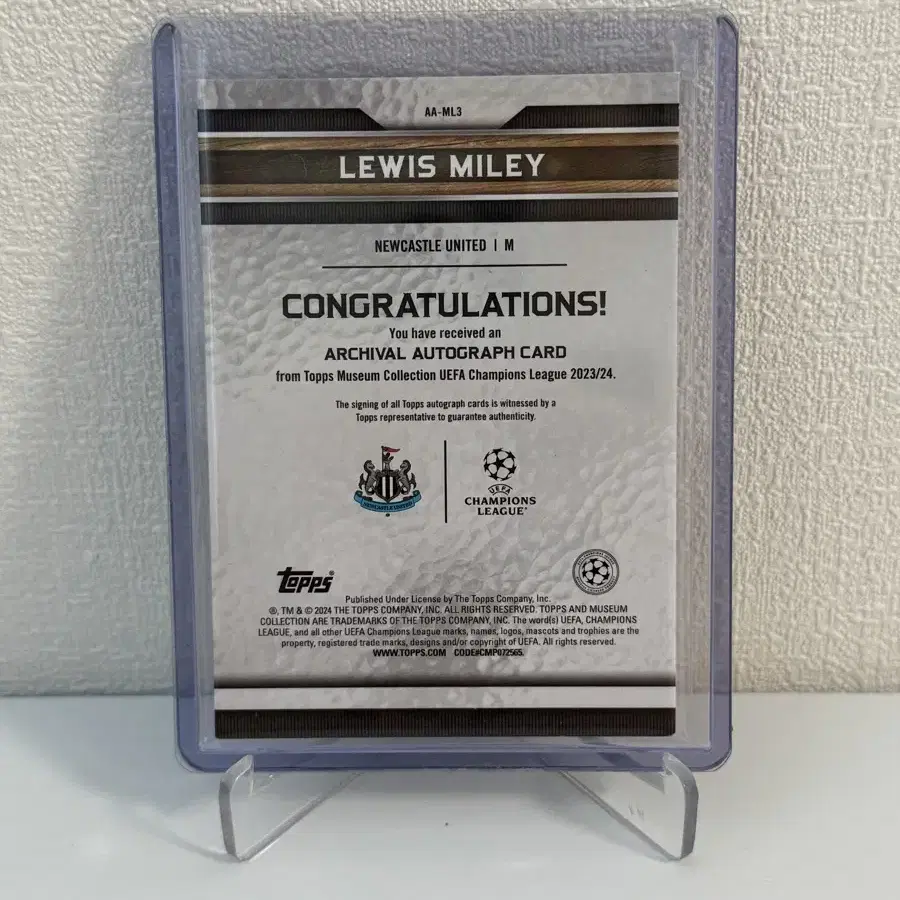 AA-ML3
LEWIS MILEY
NEWCASTLE UNITED | M
CONGRATULATIONS!
You have received an
ARCHIVAL AUTOGRAPH CARD
from Topps Museum Collection UEFA Champions League 2023/24.
The signing of all Topps autograph cards is witnessed by a
Topps representative to guarantee authenticity.
NEWCASTLE UNITED
UEFA
CHAMPIONS
LEAGUE®
topps®
Published Under License by The Topps Company, Inc.
®, TM & © 2024 THE TOPPS COMPANY, INC. ALL RIGHTS RESERVED. TOPPS AND MUSEUM
COLLECTION ARE TRADEMARKS OF THE TOPPS COMPANY, INC. The word(s) UEFA, CHAMPIONS
LEAGUE, and all other UEFA Champions League marks, names, logos, mascots and trophies are the
property, registered trade marks, designs and/or copyright of UEFA. All rights reserved.
WWW.TOPPS.COM CODE#CMP072565.